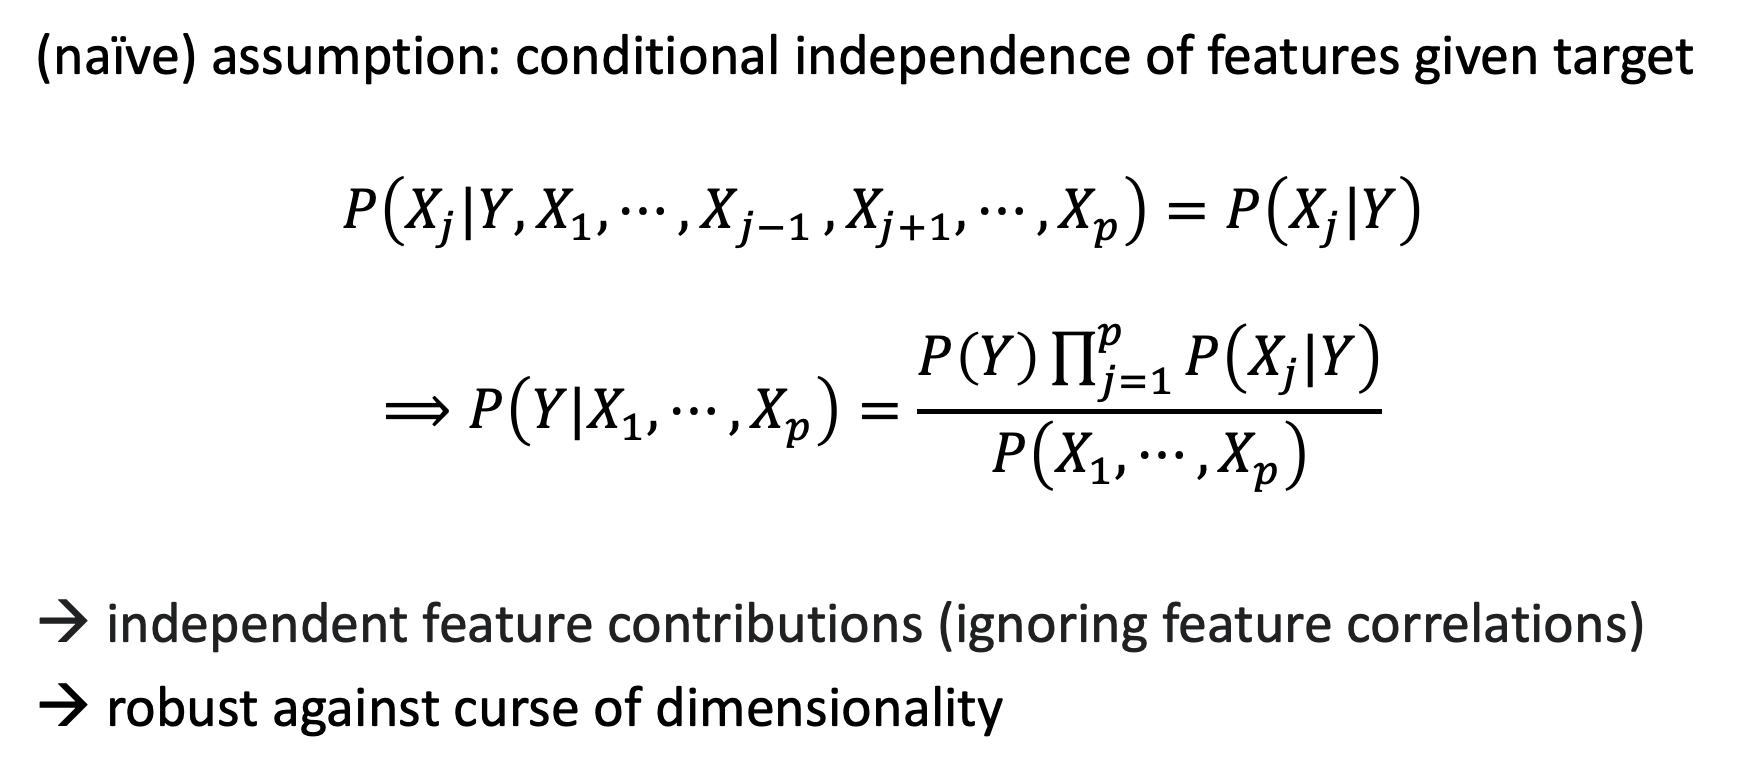 (naïve) assumption: conditional independence of features given target
P(X_j|Y, X_1, ⋯, X_{j−1}, X_{j+1}, ⋯, X_p) = P(X_j|Y)
⟹ P(Y|X_1, ⋯, X_p) = \frac{P(Y) ∏_{j=1}^{p} P(X_j|Y)}{P(X_1, ⋯, X_p)}
→ independent feature contributions (ignoring feature correlations)
→ robust against curse of dimensionality